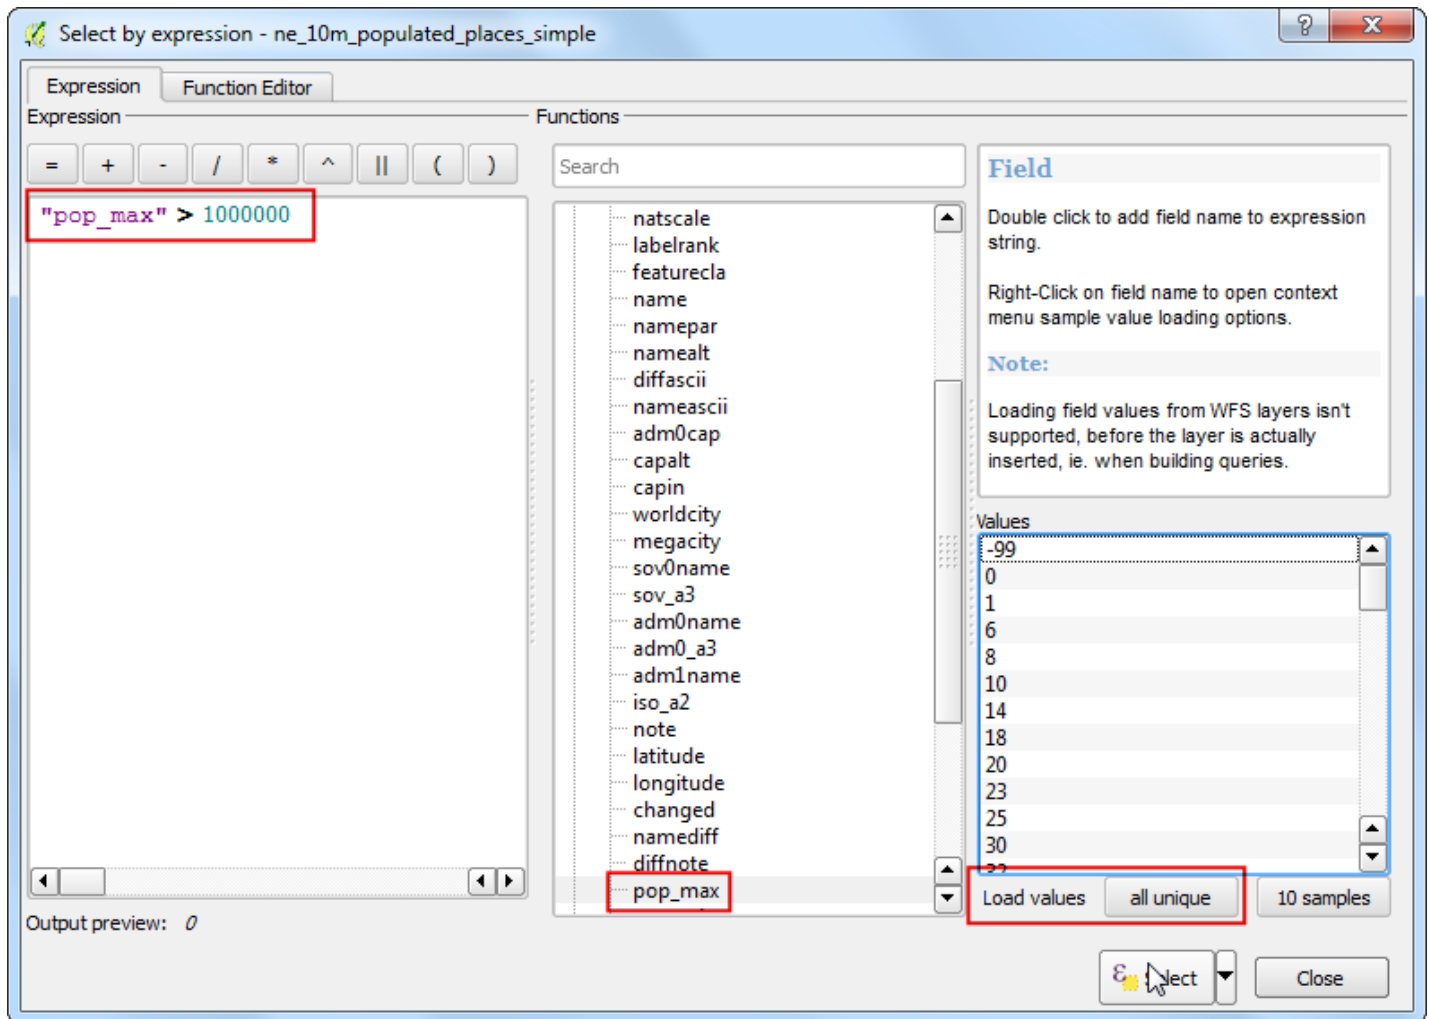 Select by expression - ne_10m_populated_places_simple
?
X
Expression
Function Editor
Expression
= + - / * ^ || ( )
"pop_max" > 1000000
Output preview: 0
Functions
Search
natscale
labelrank
featurecla
name
namepar
namealt
diffascii
nameascii
adm0cap
capalt
capin
worldcity
megacity
sov0name
sov_a3
adm0name
adm0_a3
adm1name
iso_a2
note
latitude
longitude
changed
namediff
diffnote
pop_max
Field
Double click to add field name to expression
string.
Right-Click on field name to open context
menu sample value loading options.
Note:
Loading field values from WFS layers isn't
supported, before the layer is actually
inserted, ie. when building queries.
Values
-99
0
1
6
8
10
14
18
20
23
25
30
Load values
all unique
10 samples
ε
Close